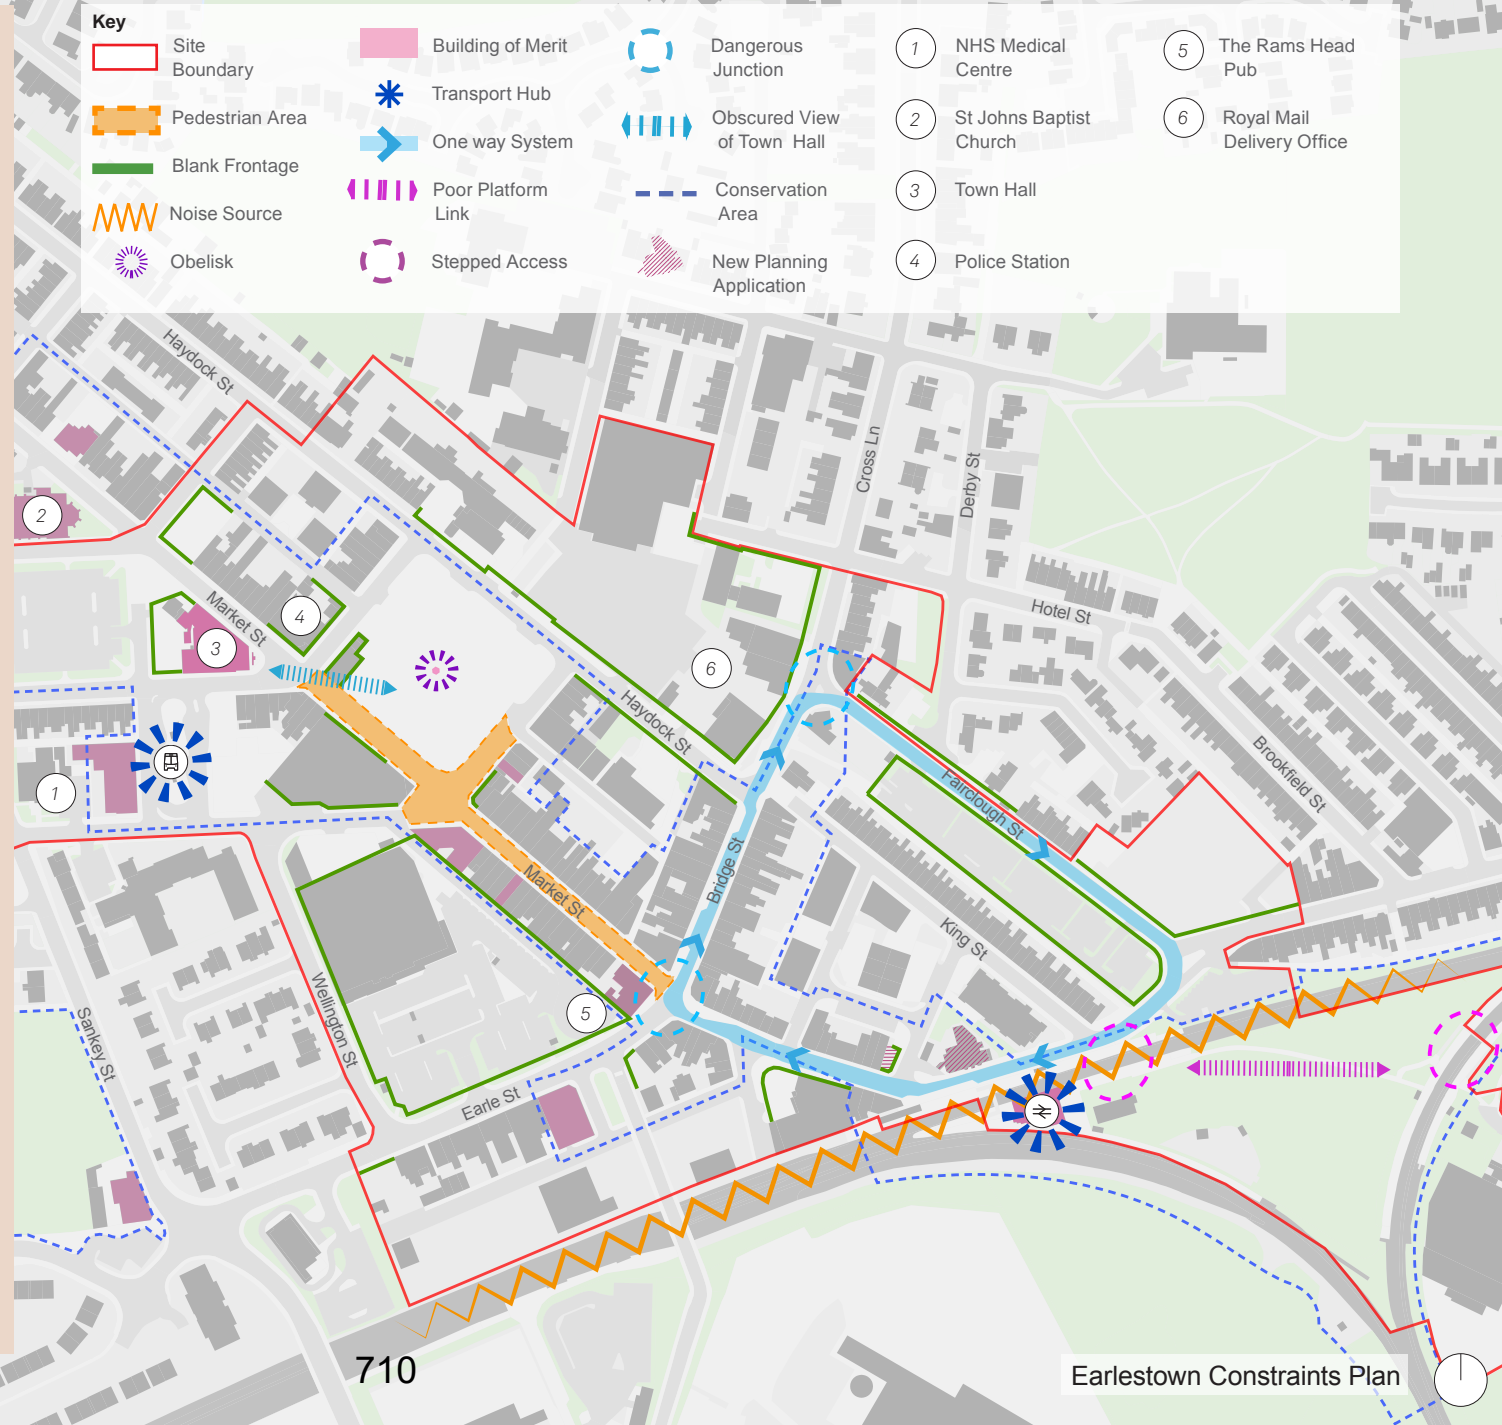 Key
Site
Boundary
Pedestrian Area
Blank Frontage
Noise Source
Obelisk
Building of Merit
Transport Hub
One way System
Poor Platform
Link
Stepped Access
Dangerous
Junction
Obscured View
of Town Hall
Conservation
Area
New Planning
Application
1 NHS Medical
Centre
2 St Johns Baptist
Church
3 Town Hall
4 Police Station
5 The Rams Head
Pub
6 Royal Mail
Delivery Office
Haydock St
Cross Ln
Derby St
2
Hotel St
Market St
4
3
6
Haydock St
1
Brookfield St
Fairclough St
Bridge St
Market St
King St
5
Wellington St
Sankey St
Earle St
710
Earlestown Constraints Plan